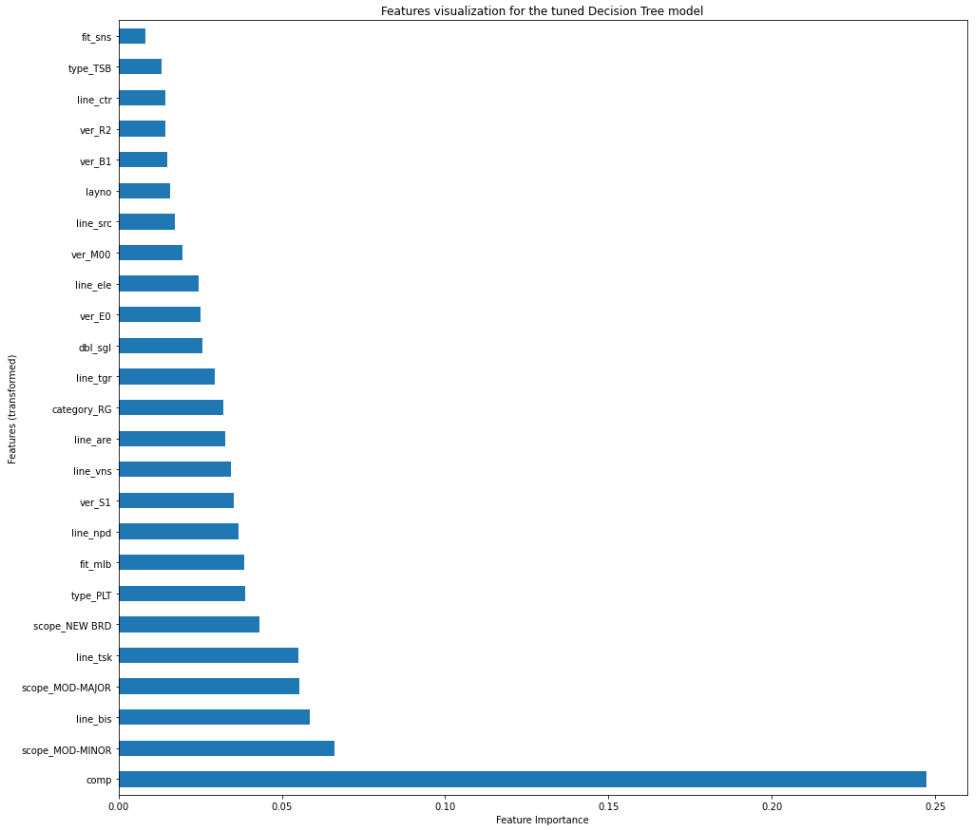 Features visualization for the tuned Decision Tree model
Features (transformed)
fit_sns
type_TSB
line_ctr
ver_R2
ver_B1
layno
line_src
ver_M00
line_ele
ver_E0
dbl_sgl
line_tgr
category_RG
line_are
line_vns
ver_S1
line_npd
fit_mlb
type_PLT
scope_NEW BRD
line_tsk
scope_MOD-MAJOR
line_bis
scope_MOD-MINOR
comp
0.00 0.05 0.10 0.15 0.20 0.25
Feature Importance